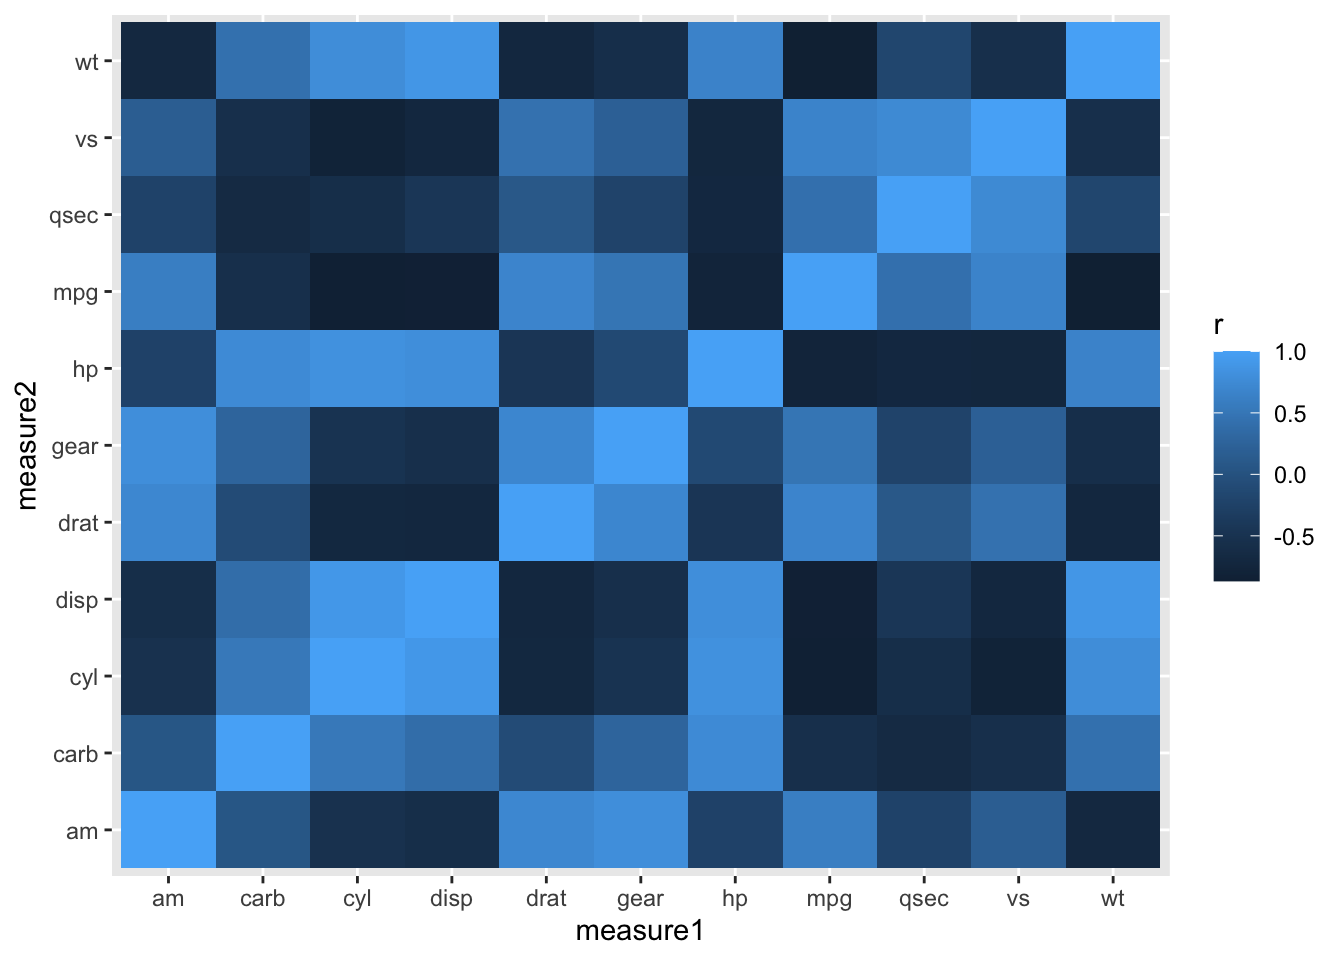 wt
vs
qsec
mpg
hp
gear
drat
disp
cyl
carb
am
measure2
am carb cyl disp drat gear hp mpg qsec vs wt
measure1
r
1.0
0.5
0.0
-0.5